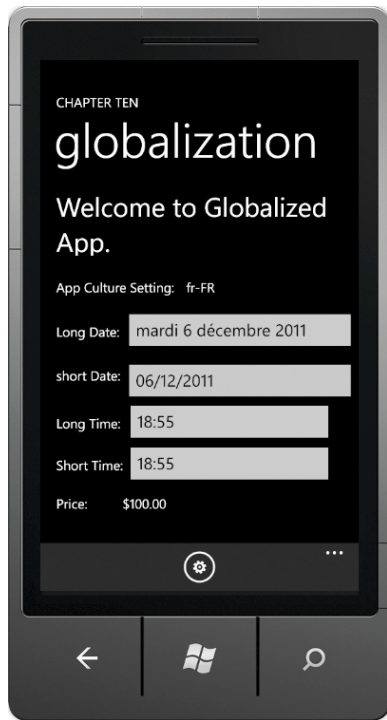 CHAPTER TEN
globalization
Welcome to Globalized
App.
App Culture Setting: fr-FR
Long Date: mardi 6 décembre 2011
short Date: 06/12/2011
Long Time: 18:55
Short Time: 18:55
Price: $100.00